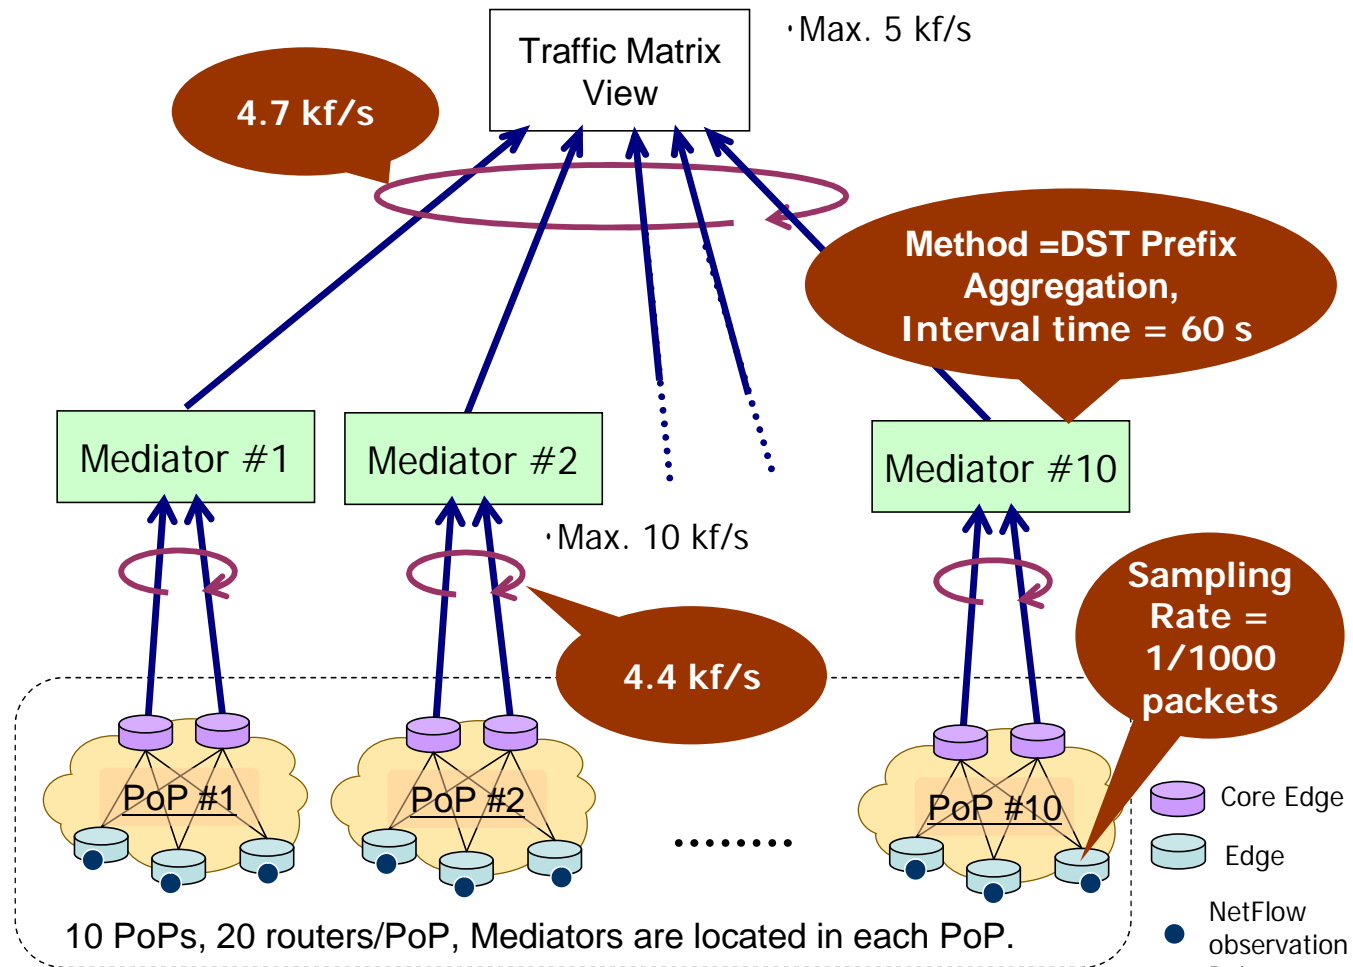 ·Max. 5 kf/s
Traffic Matrix
View
4.7 kf/s
Method =DST Prefix
Aggregation,
Interval time = 60 s
Mediator #1
Mediator #2
Mediator #10
·Max. 10 kf/s
Sampling
Rate =
1/1000
packets
4.4 kf/s
PoP #1
PoP #2
PoP #10
········
Core Edge
Edge
NetFlow
observation
10 PoPs, 20 routers/PoP, Mediators are located in each PoP.